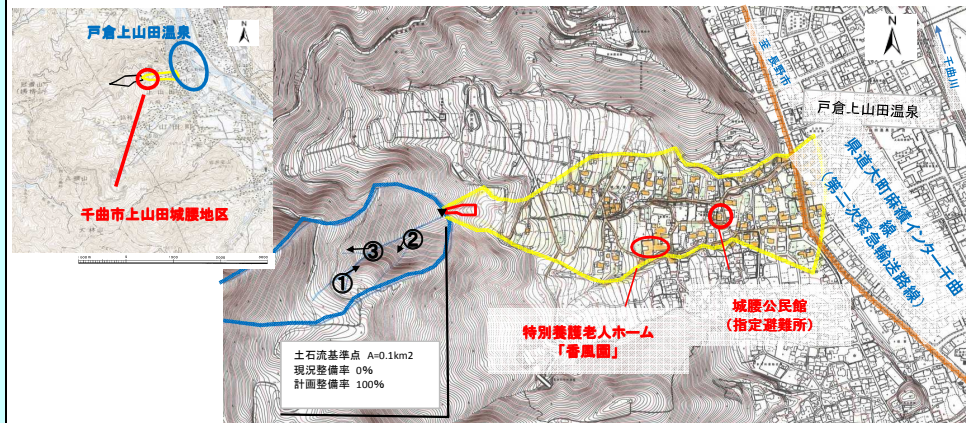 戸倉上山田温泉
N
千曲市上山田城腰地区
N
至 長野市
千曲川
戸倉上山田温泉
県道大町麻績インター千曲
線
(第二次緊急輸送路線)
①
②
③
特別養護老人ホーム
「香風園」
城腰公民館
(指定避難所)
土石流基準点 A=0.1km2
現況整備率 0%
計画整備率 100%